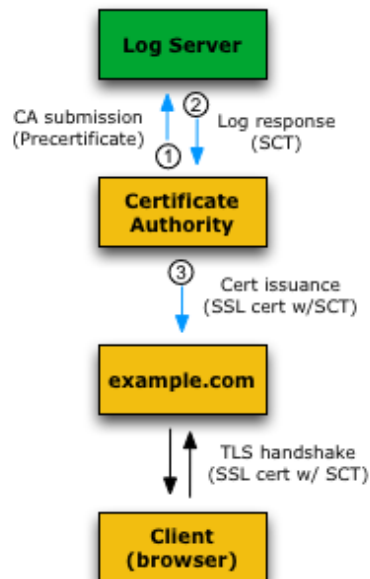 Log Server
CA submission
(Precertificate)
①
②
Log response
(SCT)
Certificate
Authority
③
Cert issuance
(SSL cert w/SCT)
example.com
TLS handshake
(SSL cert w/ SCT)
Client
(browser)